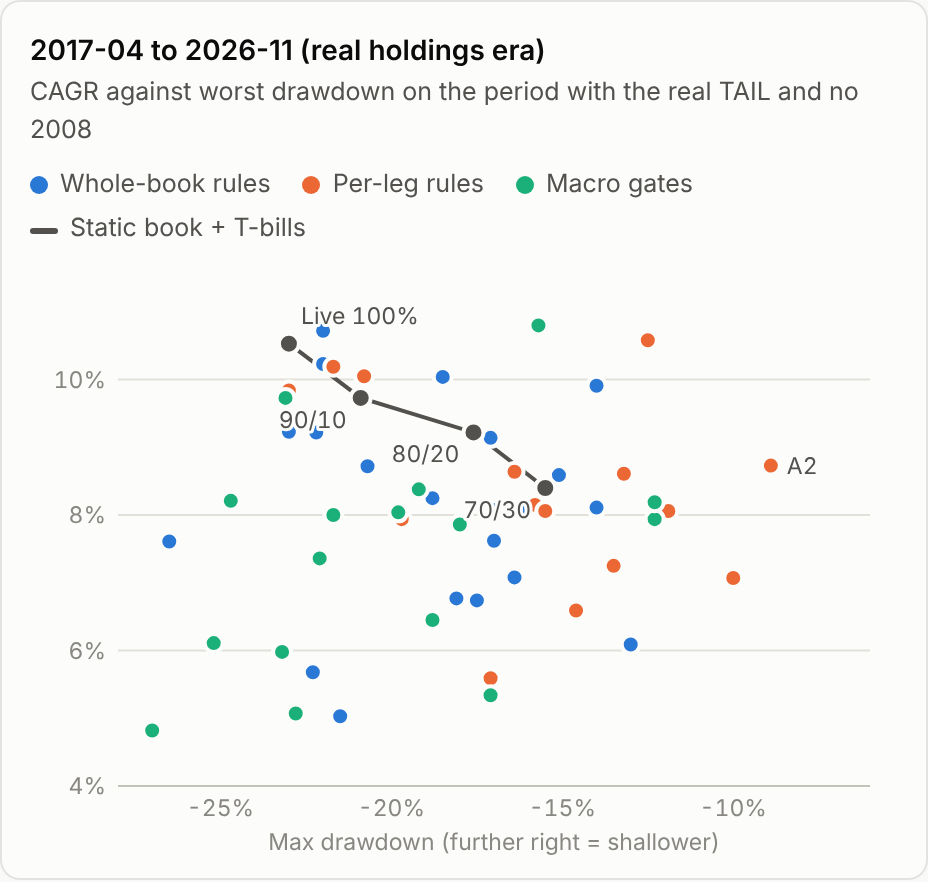 2017-04 to 2026-11 (real holdings era)
CAGR against worst drawdown on the period with the real TAIL and no
2008
Whole-book rules
Per-leg rules
Macro gates
Static book + T-bills
Live 100%
10%
90/10
80/20
A2
70/30
8%
6%
4%
-25%
-20%
-15%
-10%
Max drawdown (further right = shallower)